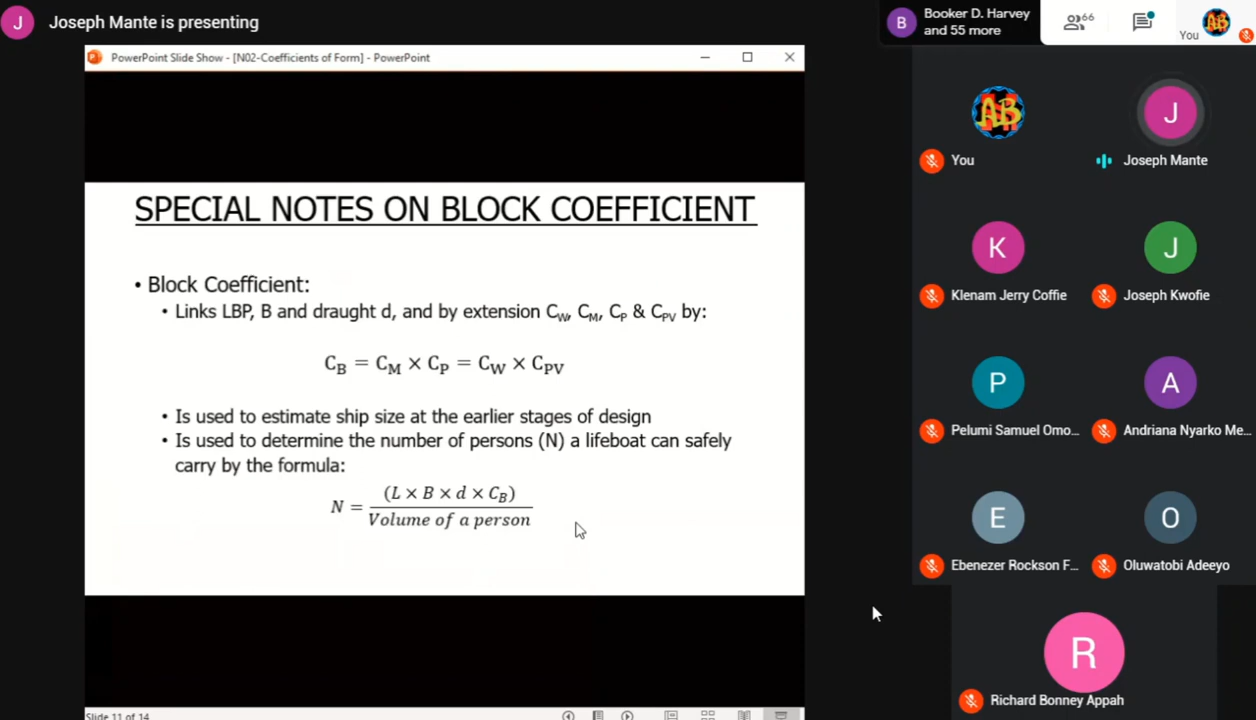 J Joseph Mante is presenting
B Booker D. Harvey
and 55 more
66
You
PowerPoint Slide Show - [N02-Coefficients of Form] - PowerPoint
SPECIAL NOTES ON BLOCK COEFFICIENT
• Block Coefficient:
• Links LBP, B and draught d, and by extension C_W, C_M, C_P & C_PV by:
C_B = C_M × C_P = C_W × C_PV
• Is used to estimate ship size at the earlier stages of design
• Is used to determine the number of persons (N) a lifeboat can safely
carry by the formula:
N = (L × B × d × C_B)
Volume of a person
Slide 11 of 14
AB
You
J
Joseph Mante
K
Klenam Jerry Coffie
J
Joseph Kwofie
P
Pelumi Samuel Omo...
A
Andriana Nyarko Me...
E
Ebenezer Rockson F...
O
Oluwatobi Adeeyo
R
Richard Bonney Appah